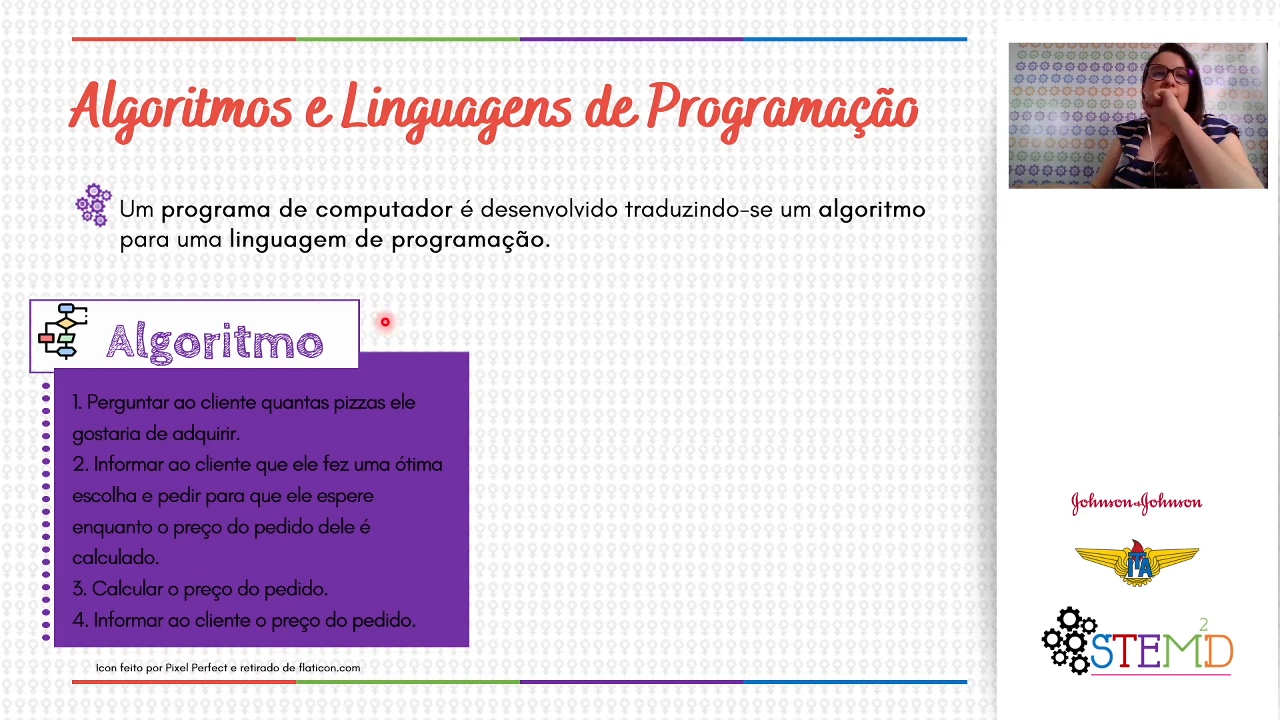 Algoritmos e Linguagens de Programação
Um programa de computador é desenvolvido traduzindo-se um algoritmo
para uma linguagem de programação.
Algoritmo
1. Perguntar ao cliente quantas pizzas ele
gostaria de adquirir.
2. Informar ao cliente que ele fez uma ótima
escolha e pedir para que ele espere
enquanto o preço do pedido dele é
calculado.
3. Calcular o preço do pedido.
4. Informar ao cliente o preço do pedido.
Icon feito por Pixel Perfect e retirado de flaticon.com
Johnson & Johnson
ITA
STEM2D